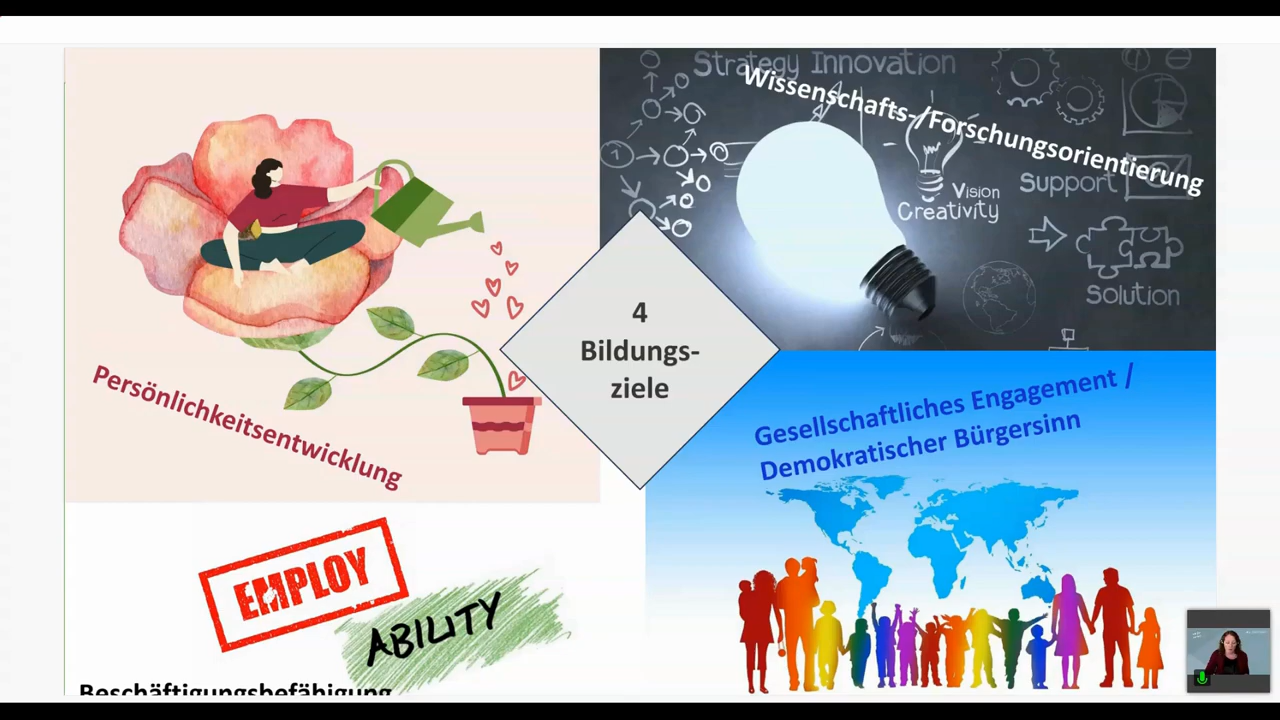 Strategy Innovation
Wissenschafts-/Forschungsorientierung
Support
Vision
Creativity
Solution
4
Bildungs-
ziele
Persönlichkeitsentwicklung
Gesellschaftliches Engagement /
Demokratischer Bürgersinn
EMPLOY
ABILITY
Beschäftigungsbefähigung